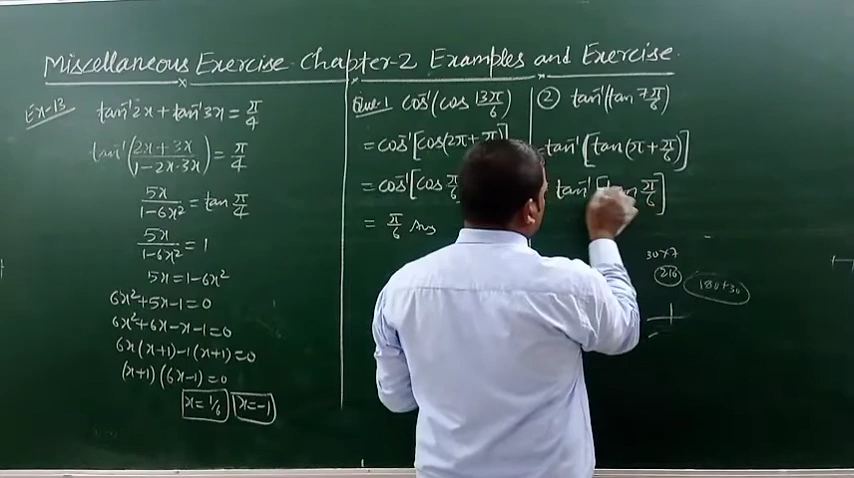 Miscellaneous Exercise Chapter-2 Examples and Exercise.
Ex-13
tan⁻¹2x + tan⁻¹3x = π/4
tan⁻¹((2x+3x)/(1-2x·3x)) = π/4
5x/(1-6x²) = tan π/4
5x/(1-6x²) = 1
5x = 1-6x²
6x²+5x-1=0
6x²+6x-x-1=0
6x(x+1)-1(x+1)=0
(x+1)(6x-1)=0
x=1/6 x=-1
Que.1 cos⁻¹(cos 13π/6)
= cos⁻¹[cos(2π+
= cos⁻¹[cos π/6
= π/6 Ans
② tan⁻¹(tan 7π/6)
= tan⁻¹[tan(π+π/6)]
tan⁻¹[tan π/6]
30×7
210
180+30